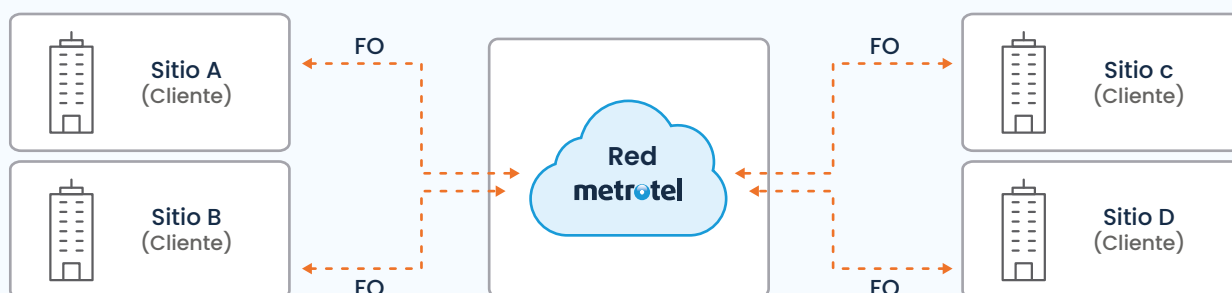 FO
FO
Sitio A
(Cliente)
Sitio c
(Cliente)
Red
metrotel
Sitio B
(Cliente)
Sitio D
(Cliente)
FO
FO